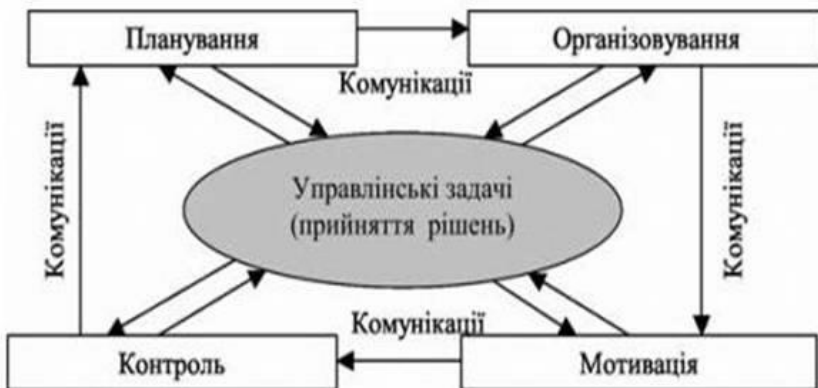 Планування
Організовування
Комунікації
Комунікації
Управлінські задачі
(прийняття рішень)
Комунікації
Комунікації
Контроль
Мотивація